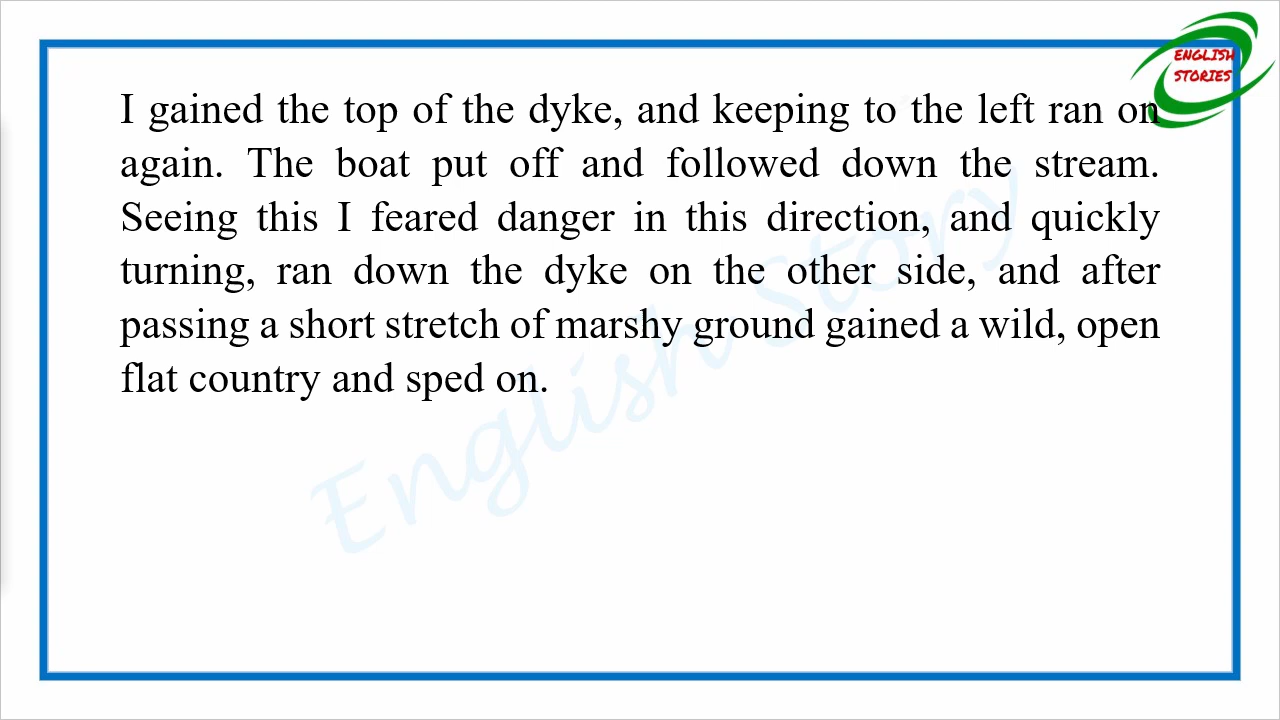 ENGLISH
STORIES
I gained the top of the dyke, and keeping to the left ran on
again. The boat put off and followed down the stream.
Seeing this I feared danger in this direction, and quickly
turning, ran down the dyke on the other side, and after
passing a short stretch of marshy ground gained a wild, open
flat country and sped on.
English Story